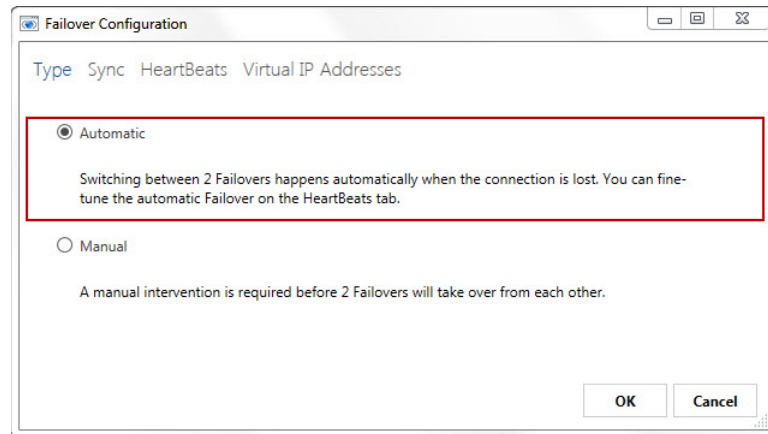 Failover Configuration
Type Sync HeartBeats Virtual IP Addresses
Automatic
Switching between 2 Failovers happens automatically when the connection is lost. You can fine-
tune the automatic Failover on the HeartBeats tab.
Manual
A manual intervention is required before 2 Failovers will take over from each other.
OK Cancel